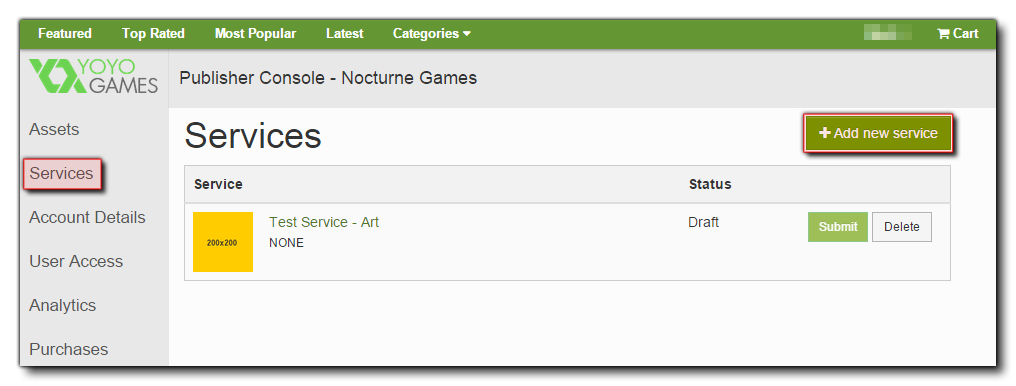 Featured Top Rated Most Popular Latest Categories Cart
YOYO
GAMES
Publisher Console - Nocturne Games
Assets
Services
Account Details
User Access
Analytics
Purchases
Services
+ Add new service
Service Status
200x200
Test Service - Art
NONE
Draft
Submit
Delete